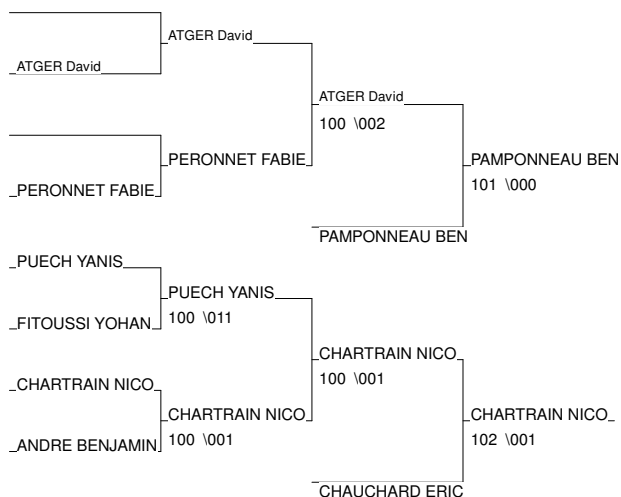 ATGER David
ATGER David
ATGER David
100 \002
PERONNET FABIE
PAMPONNEAU BEN
101 \000
PERONNET FABIE
PAMPONNEAU BEN
PUECH YANIS
PUECH YANIS
100 \011
FITOUSSI YOHAN
CHARTRAIN NICO
100 \001
CHARTRAIN NICO
CHARTRAIN NICO
100 \001
CHARTRAIN NICO
102 \001
ANDRE BENJAMIN
CHAUCHARD ERIC